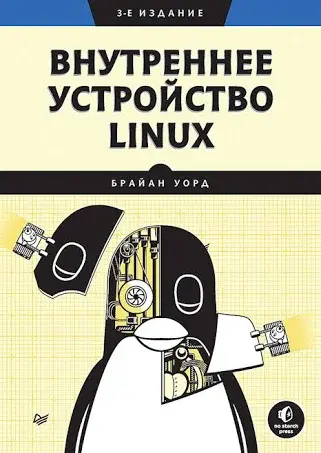 3-Е ИЗДАНИЕ
ВНУТРЕННЕЕ
УСТРОЙСТВО
LINUX
БРАЙАН УОРД
no starch
press